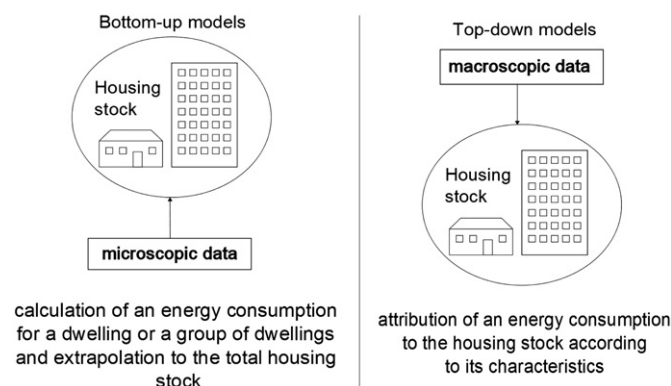 Bottom-up models
Housing
stock
microscopic data
calculation of an energy consumption
for a dwelling or a group of dwellings
and extrapolation to the total housing
stock
Top-down models
macroscopic data
Housing
stock
attribution of an energy consumption
to the housing stock according
to its characteristics